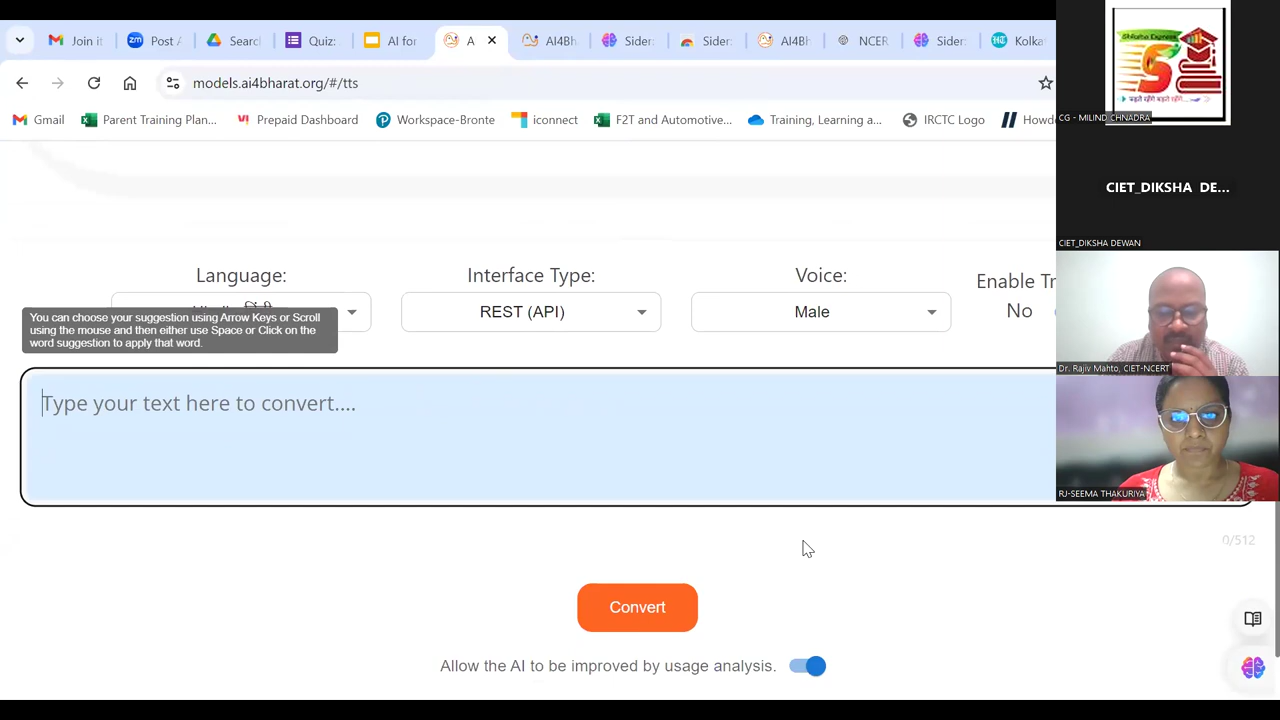 Join it
Post A
Search
Quiz:
AI for
A
AI4Bh
Sider:
Sider:
AI4BH
NCER
Sider:
Kolka
models.ai4bharat.org/#/tts
Gmail
Parent Training Plan...
Prepaid Dashboard
Workspace-Bronte
iconnect
F2T and Automotive...
Training, Learning a...
IRCTC Logo
Howd
Shiksha Express
CG - MILIND CHNADRA
CIET_DIKSHA DE...
CIET_DIKSHA DEWAN
Dr. Rajiv Mahto, CIET-NCERT
RJ-SEEMA THAKURIYA
Language:
Interface Type:
Voice:
Enable Tr
REST (API)
Male
No
You can choose your suggestion using Arrow Keys or Scroll
using the mouse and then either use Space or Click on the
word suggestion to apply that word.
Type your text here to convert....
0/512
Convert
Allow the AI to be improved by usage analysis.